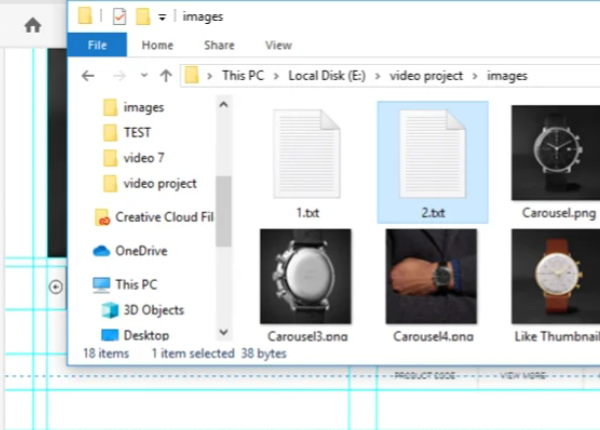 images
File Home Share View
This PC > Local Disk (E:) > video project > images
images
TEST
video 7
video project
Creative Cloud Fil
OneDrive
This PC
3D Objects
Desktop
1.txt 2.txt Carousel.png
Carousel3.png Carousel4.png Like Thumbnail
18 items 1 item selected 38 bytes
PRODUCT CODE VIEW MORE